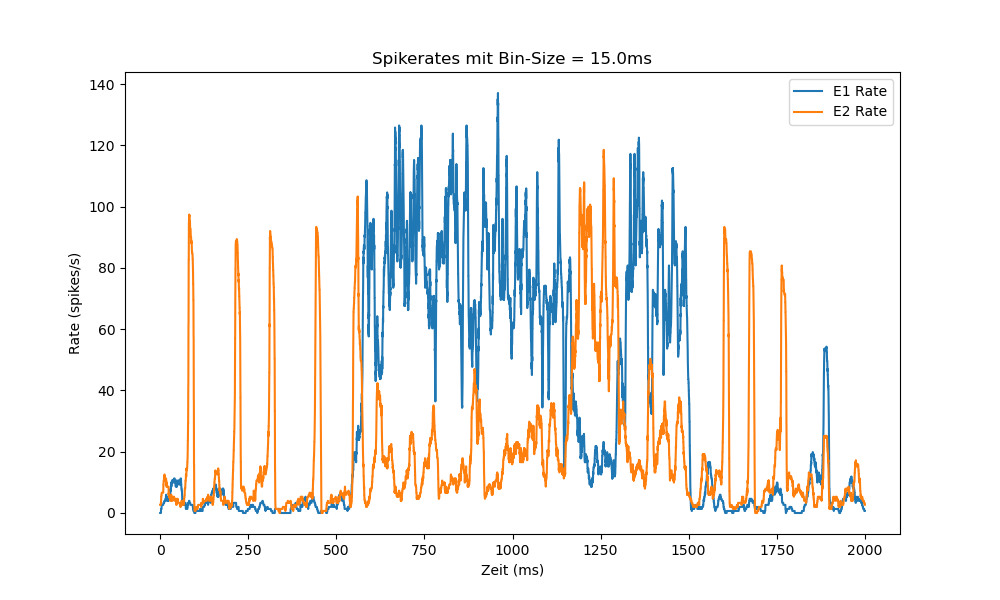 Spikerates mit Bin-Size = 15.0ms
E1 Rate
E2 Rate
140
120
100
80
60
40
20
0
Rate (spikes/s)
0 250 500 750 1000 1250 1500 1750 2000
Zeit (ms)